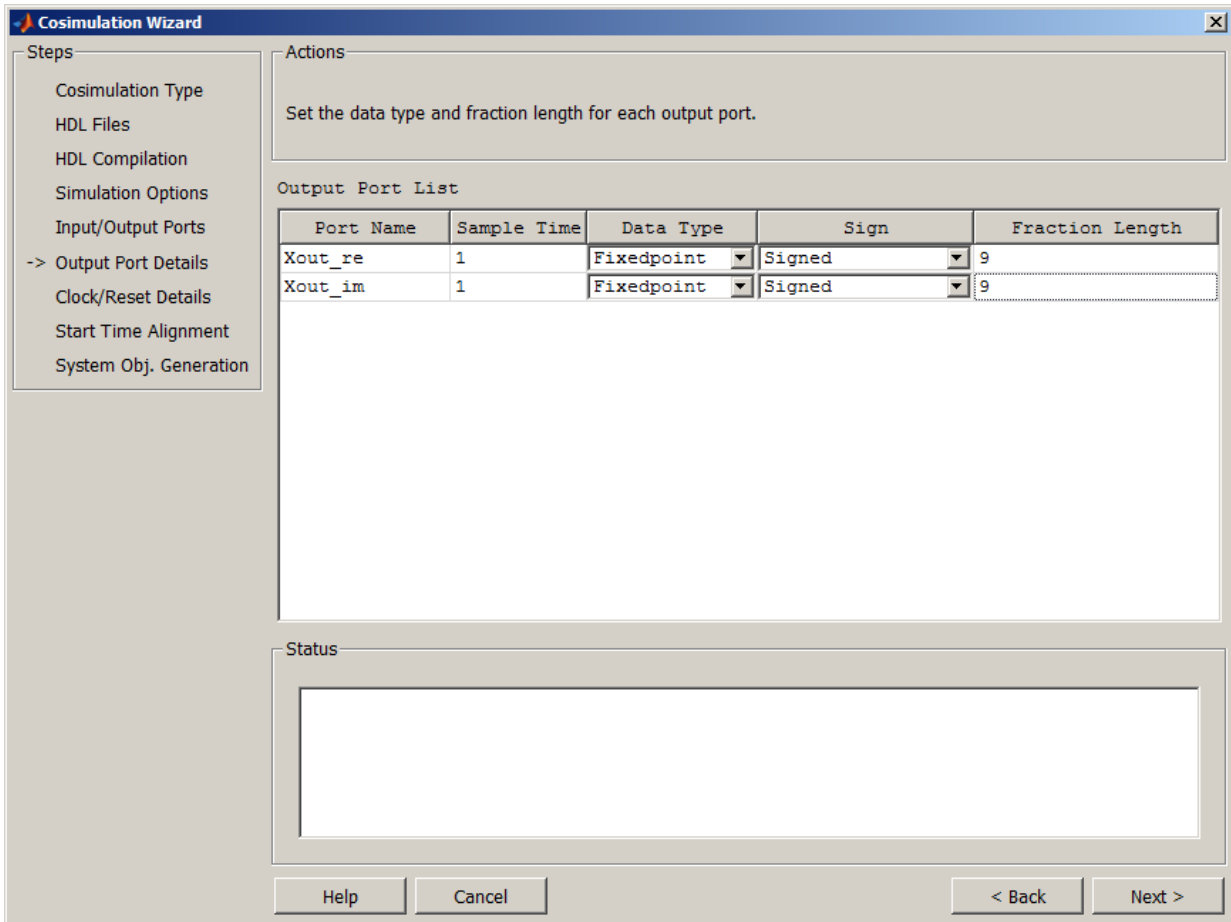 Cosimulation Wizard
Steps
Cosimulation Type
HDL Files
HDL Compilation
Simulation Options
Input/Output Ports
-> Output Port Details
Clock/Reset Details
Start Time Alignment
System Obj. Generation
Actions
Set the data type and fraction length for each output port.
Output Port List
Port Name Sample Time Data Type Sign Fraction Length
Xout_re 1 Fixedpoint Signed 9
Xout_im 1 Fixedpoint Signed 9
Status
Help Cancel < Back Next >